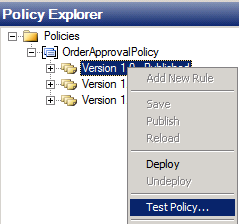 Policy Explorer
Policies
OrderApprovalPolicy
Version 1.0 - Published
Version 1
Version 1
Add New Rule
Save
Publish
Reload
Deploy
Undeploy
Test Policy...